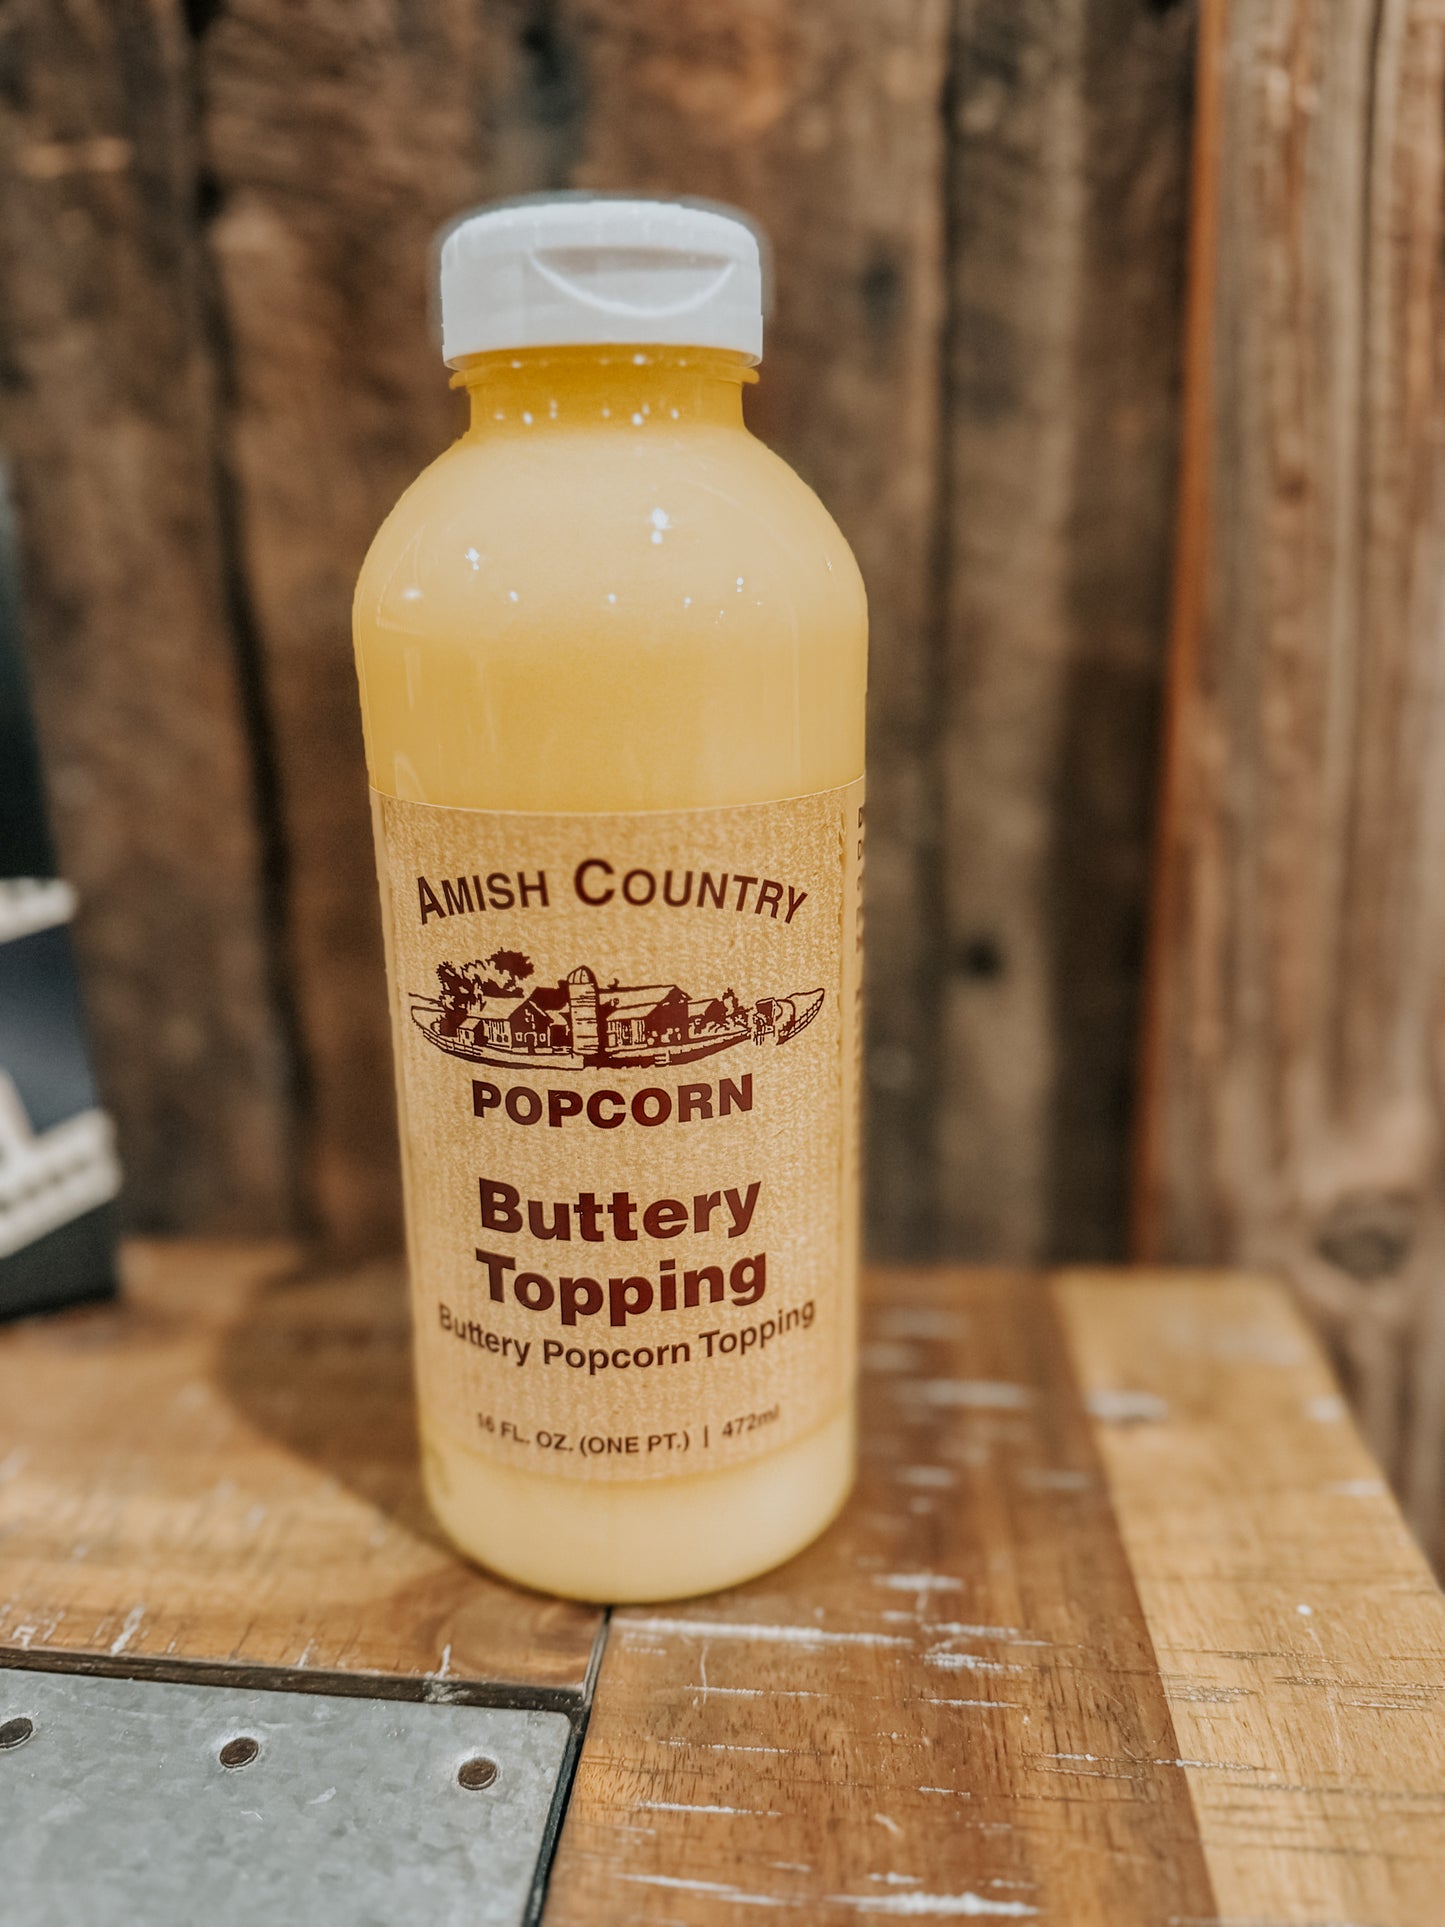 AMISH COUNTRY
POPCORN
Buttery
Topping
Buttery Popcorn Topping
16 FL. OZ. (ONE PT.) | 472ml